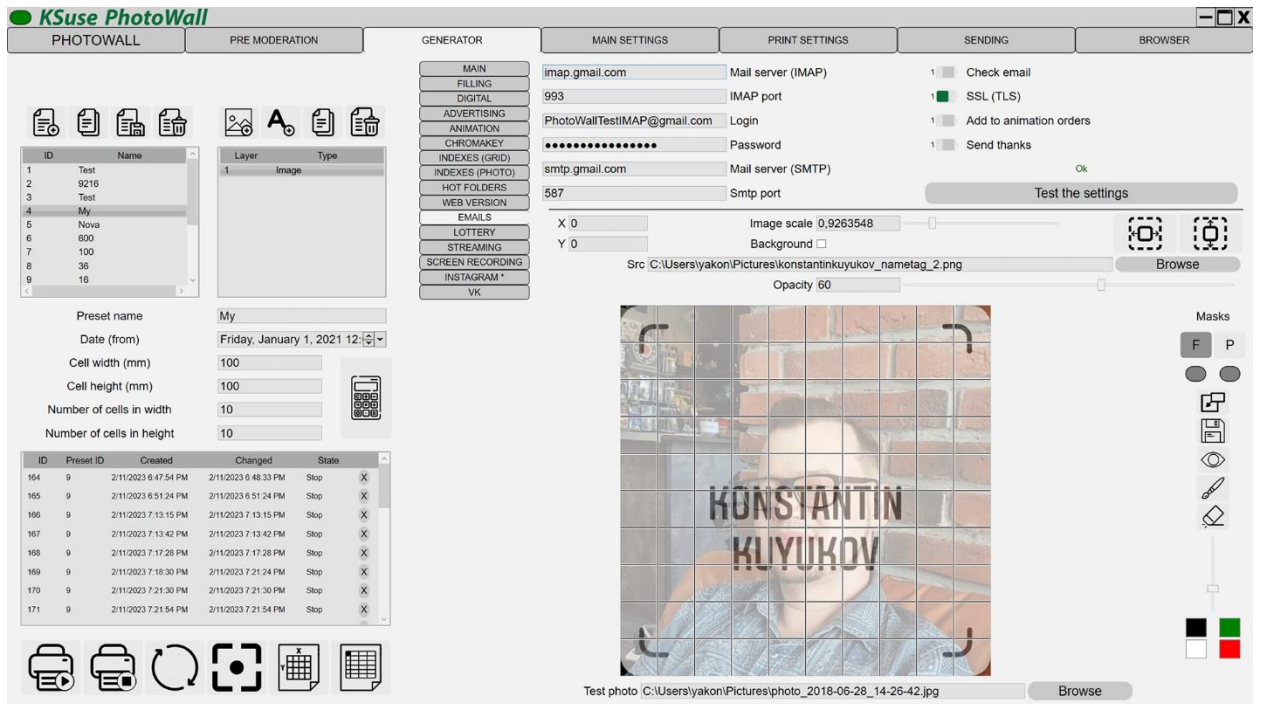 KSuse PhotoWall
PHOTOWALL PRE MODERATION GENERATOR MAIN SETTINGS PRINT SETTINGS SENDING BROWSER
ID Name
1 Test
2 9216
3 Test
4 My
5 Nova
6 600
7 100
8 36
9 16
Layer Type
1 Image
Preset name My
Date (from) Friday, January 1, 2021 12:
Cell width (mm) 100
Cell height (mm) 100
Number of cells in width 10
Number of cells in height 10
ID Preset ID Created Changed State
164 9 2/11/2023 6:47:54 PM 2/11/2023 6:48:33 PM Stop X
165 9 2/11/2023 6:51:24 PM 2/11/2023 6:51:24 PM Stop X
166 9 2/11/2023 7:13:15 PM 2/11/2023 7:13:15 PM Stop X
167 9 2/11/2023 7:13:42 PM 2/11/2023 7:13:42 PM Stop X
168 9 2/11/2023 7:17:28 PM 2/11/2023 7:17:28 PM Stop X
169 9 2/11/2023 7:18:30 PM 2/11/2023 7:21:24 PM Stop X
170 9 2/11/2023 7:21:30 PM 2/11/2023 7:21:30 PM Stop X
171 9 2/11/2023 7:21:54 PM 2/11/2023 7:21:54 PM Stop X
MAIN
FILLING
DIGITAL
ADVERTISING
ANIMATION
CHROMAKEY
INDEXES (GRID)
INDEXES (PHOTO)
HOT FOLDERS
WEB VERSION
EMAILS
LOTTERY
STREAMING
SCREEN RECORDING
INSTAGRAM *
VK
imap.gmail.com Mail server (IMAP) 1 Check email
993 IMAP port 1 SSL (TLS)
PhotoWallTestIMAP@gmail.com Login 1 Add to animation orders
●●●●●●●●●●●●●●●● Password 1 Send thanks
smtp.gmail.com Mail server (SMTP) Ok
587 Smtp port Test the settings
X 0 Image scale 0,9263548
Y 0 Background
Src C:\Users\yakon\Pictures\konstantinkuyukov_nametag_2.png Browse
Opacity 60
KONSTANTIN
KUYUKOV
Masks
F P
Test photo C:\Users\yakon\Pictures\photo_2018-06-28_14-26-42.jpg Browse